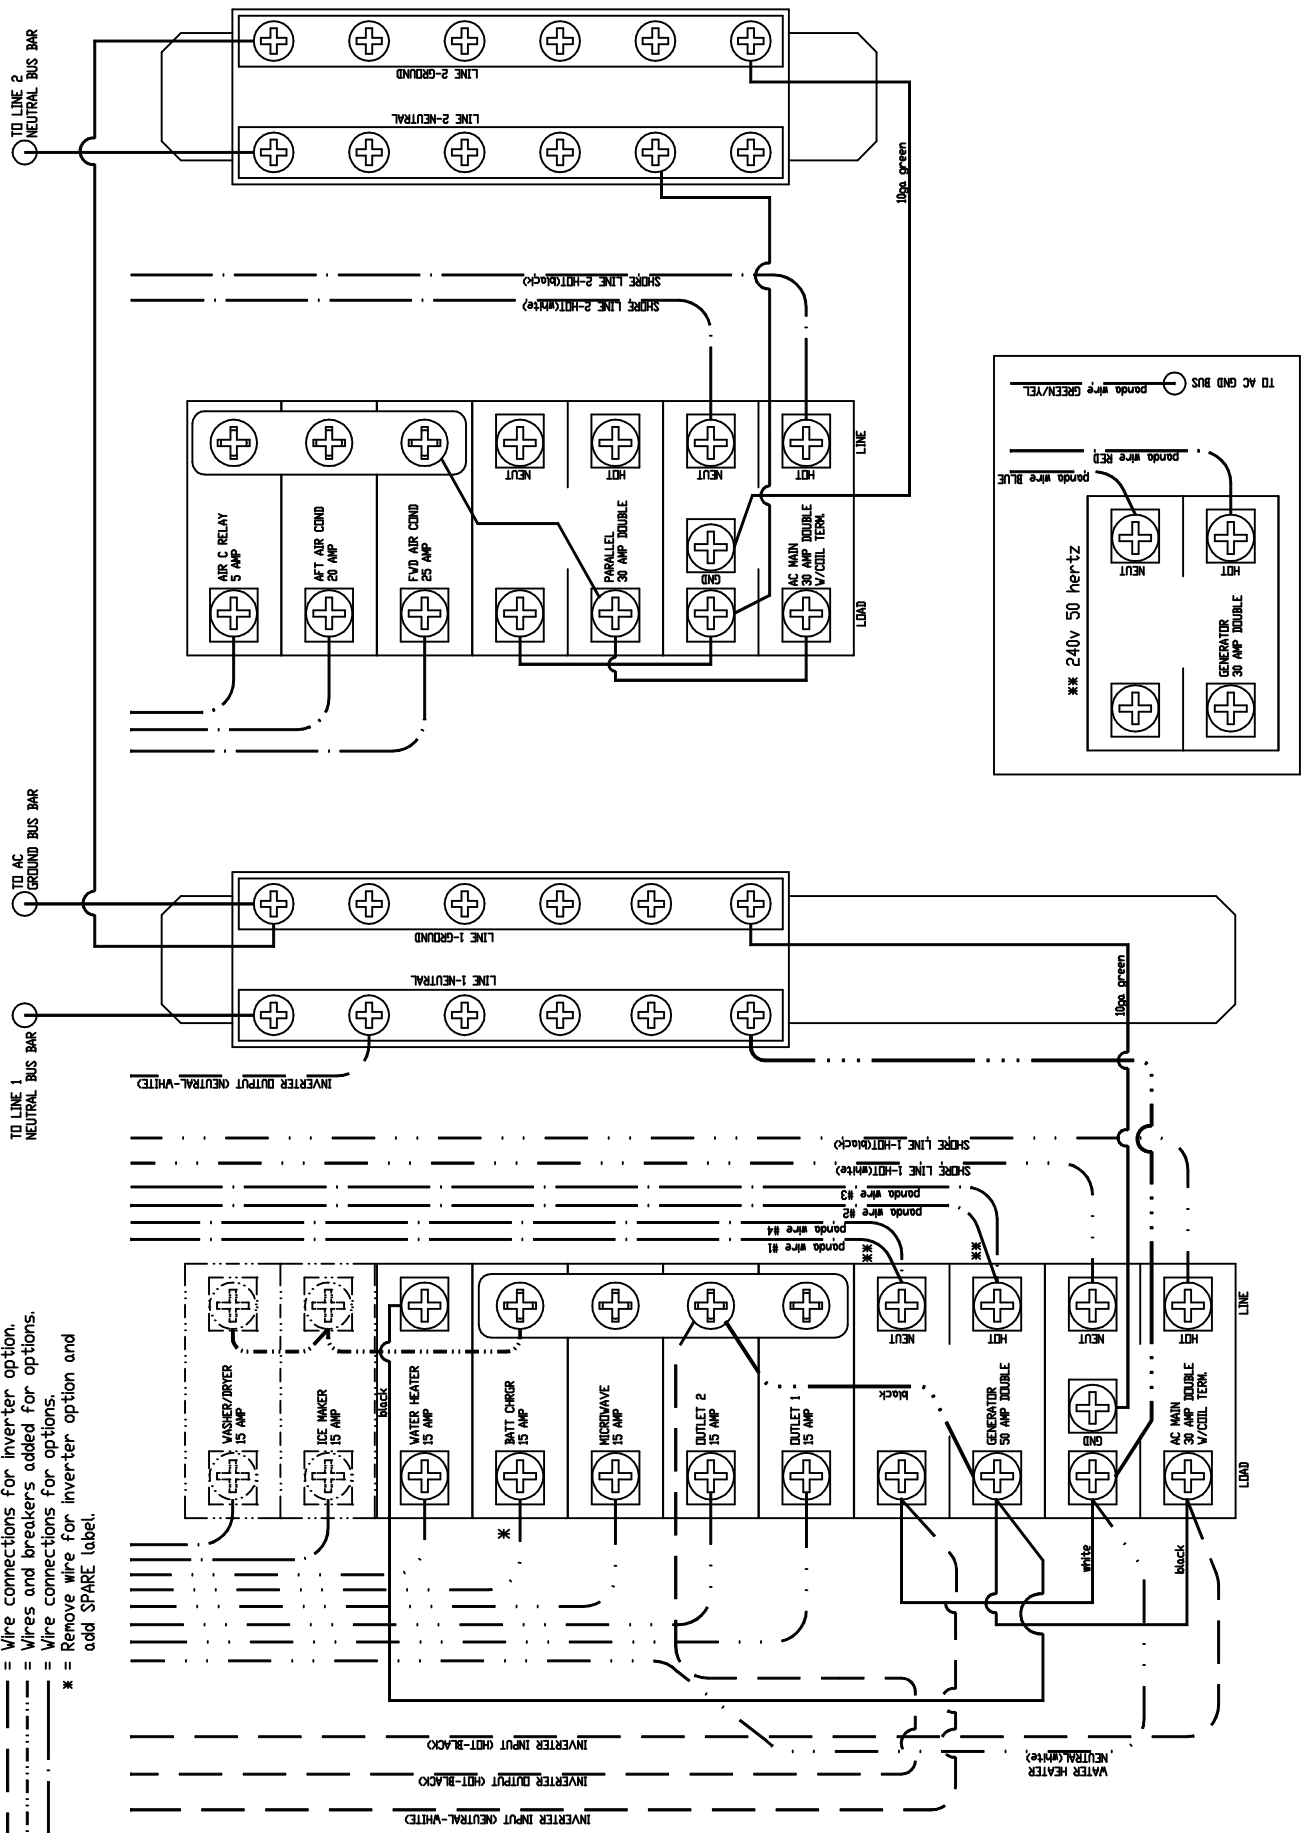 = Wire connections for inverter option.
= Wires and breakers added for options.
= Wire connections for options.
* = Remove wire for inverter option and
add SPARE label.
TO LINE 1
NEUTRAL BUS BAR
TO AC
GROUND BUS BAR
TO LINE 2
NEUTRAL BUS BAR
LINE 2-GROUND
LINE 2-NEUTRAL
10ga green
SHORE LINE 2-HOT(black)
SHORE LINE 2-HOT(white)
NEUT
HOT
NEUT
HOT
LINE
AIR C RELAY
5 AMP
AFT AIR COND
20 AMP
FWD AIR COND
25 AMP
PARALLEL
30 AMP DOUBLE
GND
AC MAIN
30 AMP DOUBLE
W/COIL TERM.
LOAD
TO AC GND BUS
panda wire GREEN/YEL
panda wire RED
panda wire BLUE
NEUT
HOT
** 240v 50 hertz
GENERATOR
30 AMP DOUBLE
LINE 1-GROUND
LINE 1-NEUTRAL
10ga green
INVERTER OUTPUT (NEUTRAL-WHITE)
SHORE LINE 1-HOT(black)
SHORE LINE 1-HOT(white)
panda wire #3
panda wire #2
panda wire #4
panda wire #1
**
**
NEUT
HOT
NEUT
HOT
LINE
WASHER/DRYER
15 AMP
ICE MAKER
15 AMP
black
WATER HEATER
15 AMP
BATT CHRGR
15 AMP
MICROWAVE
15 AMP
OUTLET 2
15 AMP
OUTLET 1
15 AMP
black
GENERATOR
50 AMP DOUBLE
GND
AC MAIN
30 AMP DOUBLE
W/COIL TERM.
LOAD
*
white
black
INVERTER INPUT (HOT-BLACK)
INVERTER OUTPUT (HOT-BLACK)
INVERTER INPUT (NEUTRAL-WHITE)
WATER HEATER
NEUTRAL(white)